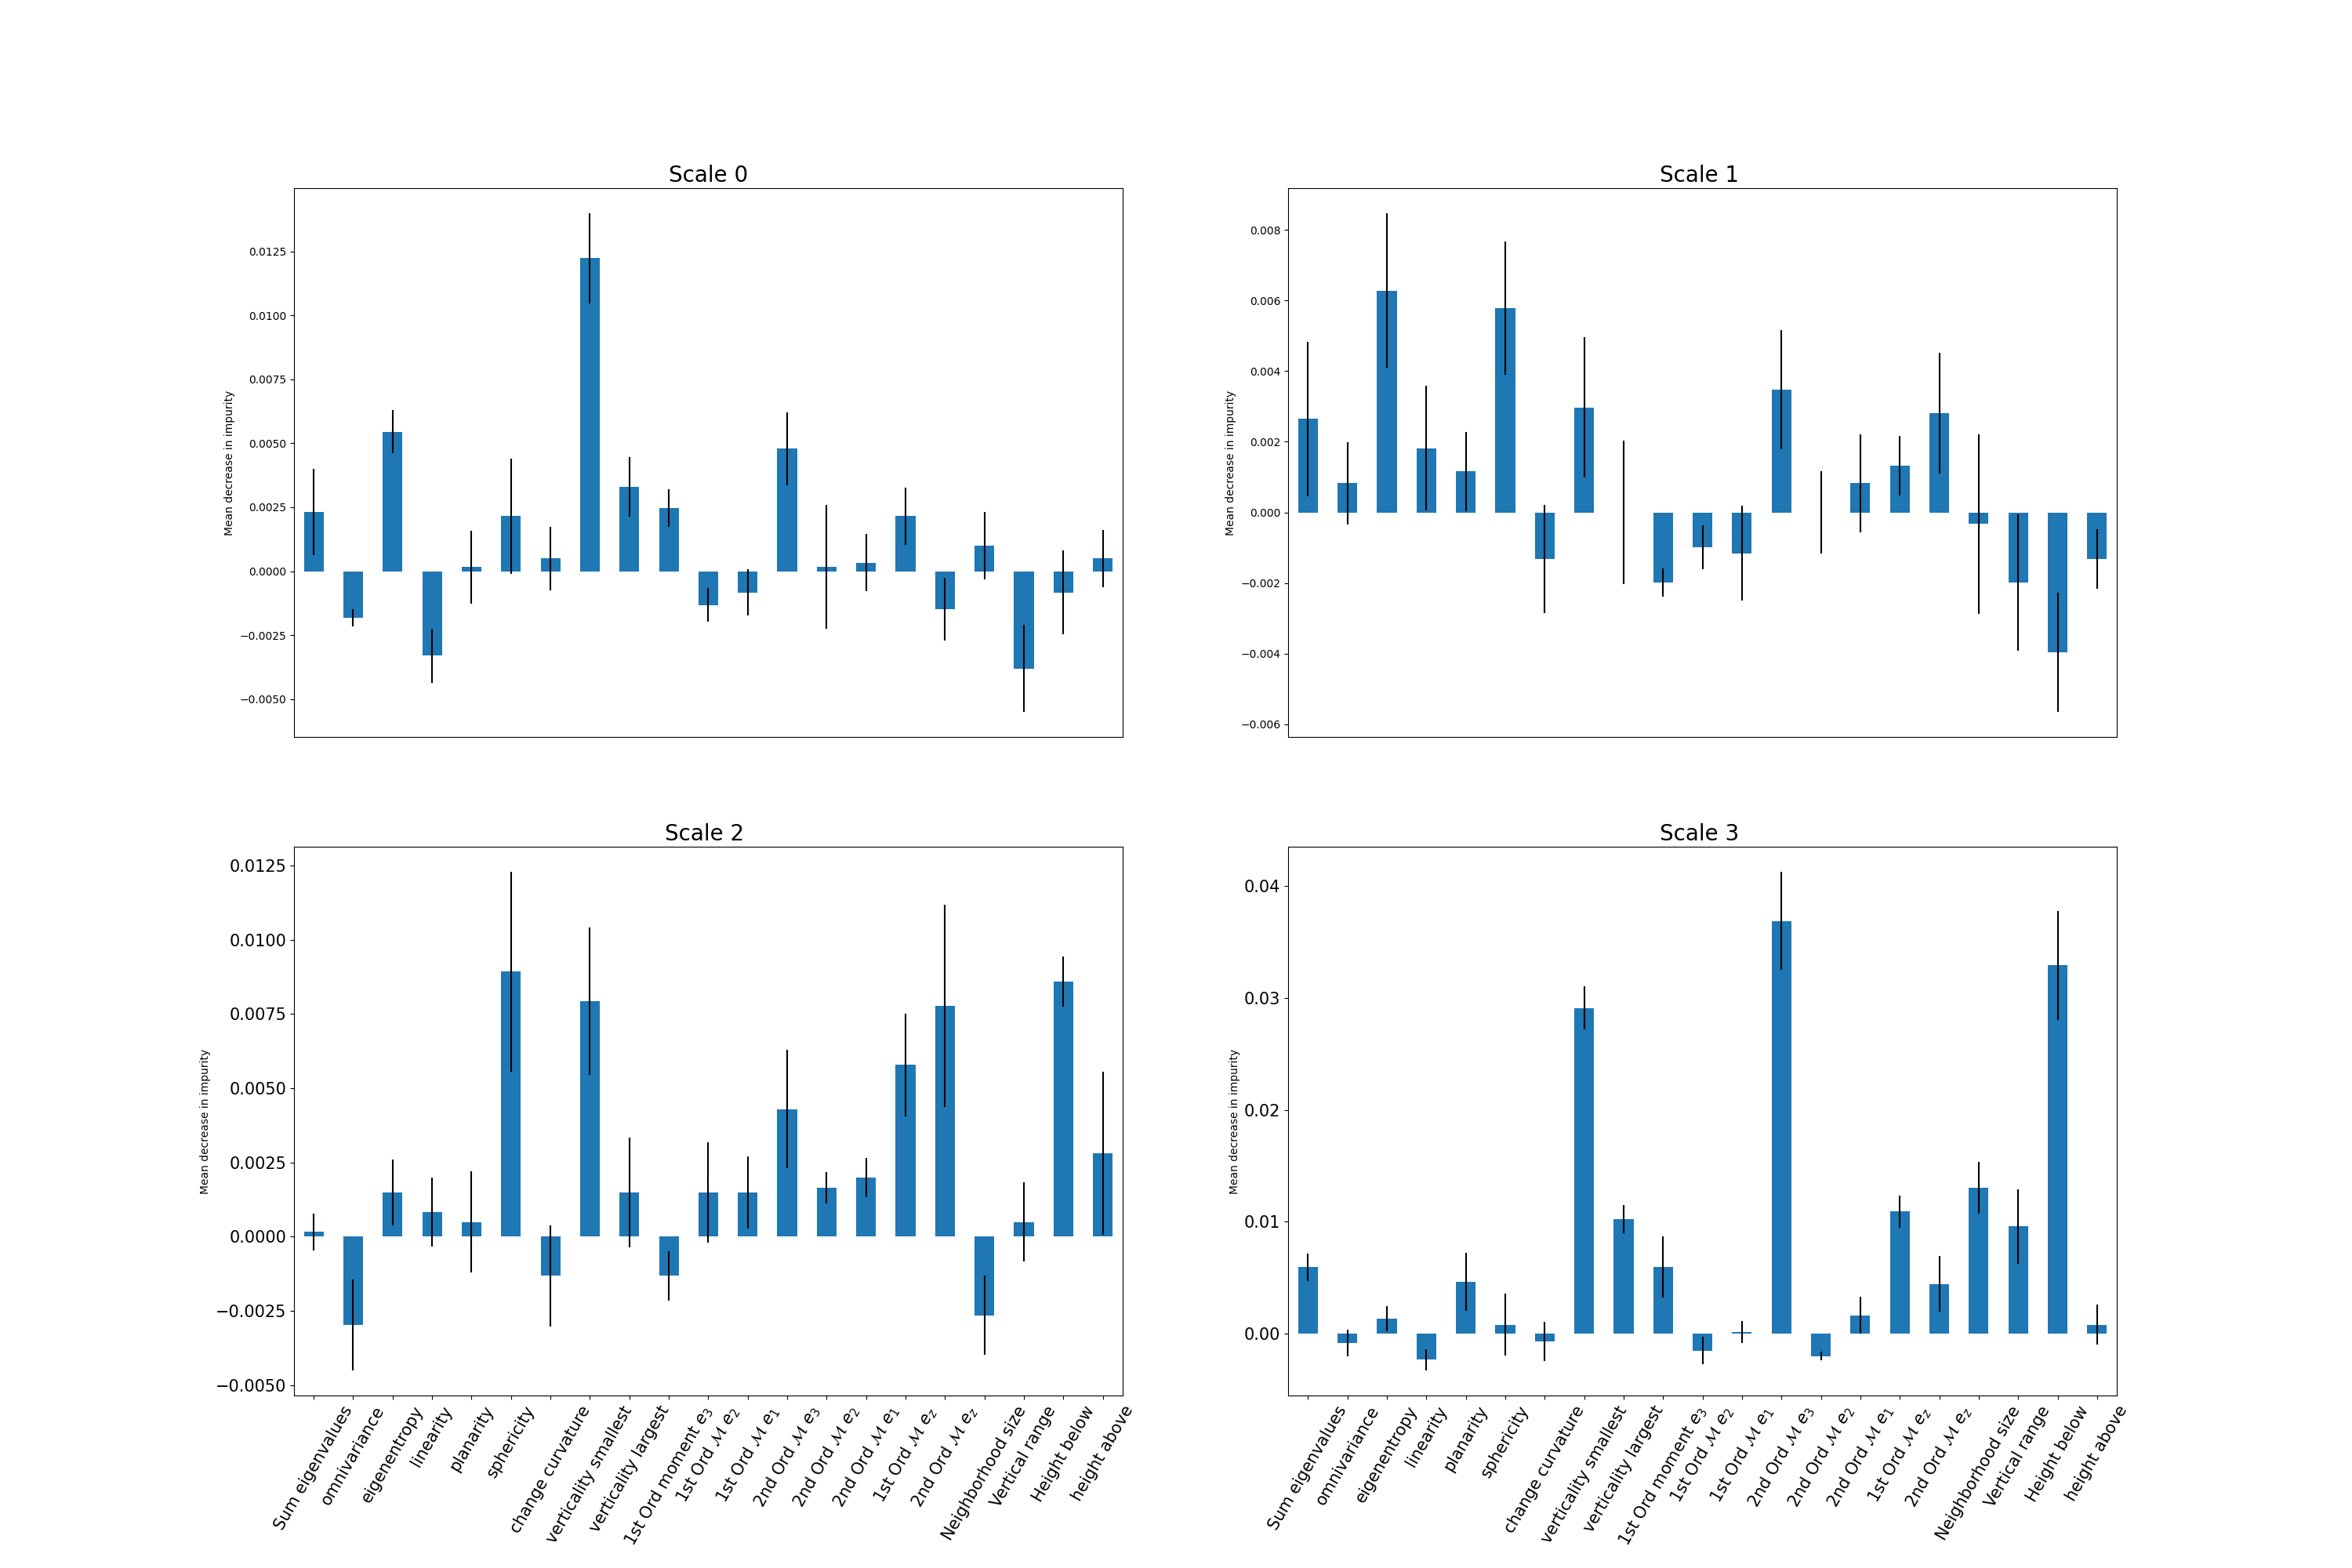 Scale 0
Mean decrease in impurity
0.0125
0.0100
0.0075
0.0050
0.0025
0.0000
−0.0025
−0.0050
Scale 1
Mean decrease in impurity
0.008
0.006
0.004
0.002
0.000
−0.002
−0.004
−0.006
Scale 2
Mean decrease in impurity
0.0125
0.0100
0.0075
0.0050
0.0025
0.0000
−0.0025
−0.0050
Sum eigenvalues
omnivariance
eigenentropy
linearity
planarity
sphericity
change curvature
verticality smallest
verticality largest
1st Ord moment e₃
1st Ord ℳ e₂
1st Ord ℳ e₁
2nd Ord ℳ e₃
2nd Ord ℳ e₂
2nd Ord ℳ e₁
1st Ord ℳ e_z
2nd Ord ℳ e_z
Neighborhood size
Vertical range
Height below
height above
Scale 3
Mean decrease in impurity
0.04
0.03
0.02
0.01
0.00
Sum eigenvalues
omnivariance
eigenentropy
linearity
planarity
sphericity
change curvature
verticality smallest
verticality largest
1st Ord moment e₃
1st Ord ℳ e₂
1st Ord ℳ e₁
2nd Ord ℳ e₃
2nd Ord ℳ e₂
2nd Ord ℳ e₁
1st Ord ℳ e_z
2nd Ord ℳ e_z
Neighborhood size
Vertical range
Height below
height above